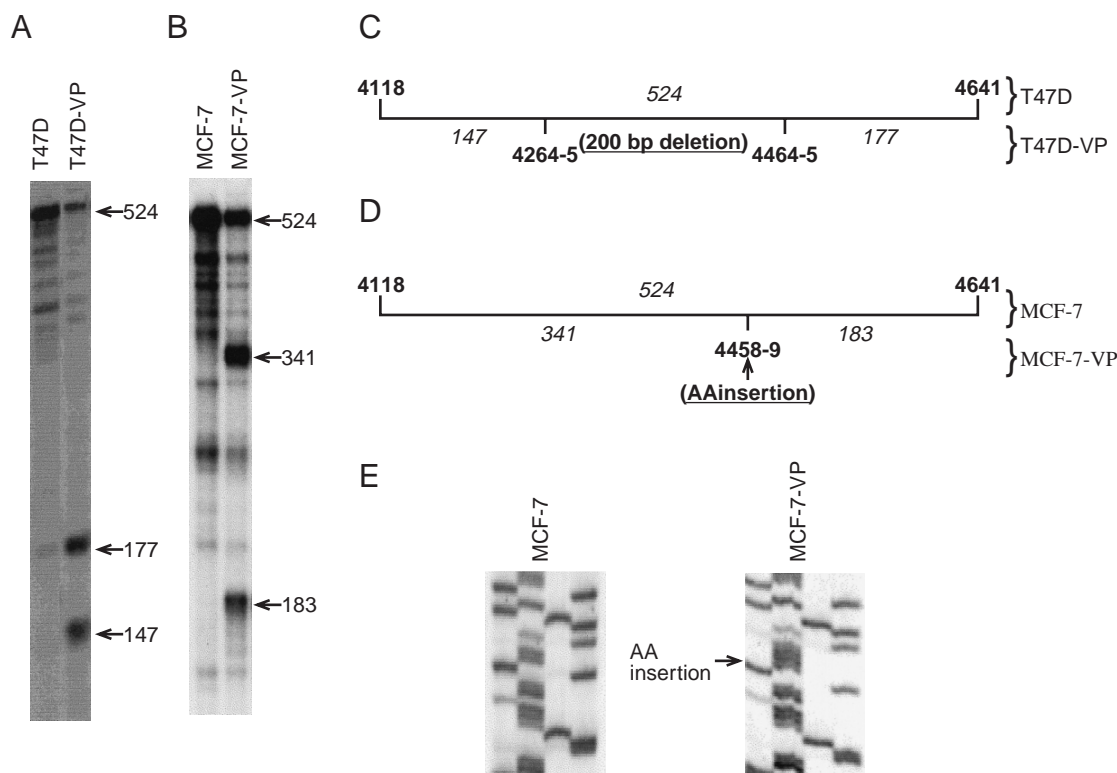 A
T47D
T47D-VP
524
177
147
B
MCF-7
MCF-7-VP
524
341
183
C
4118
524
4641
} T47D
147
4264-5
(200 bp deletion)
4464-5
177
} T47D-VP
D
4118
524
4641
} MCF-7
341
4458-9
183
} MCF-7-VP
(AAinsertion)
E
MCF-7
MCF-7-VP
AA
insertion